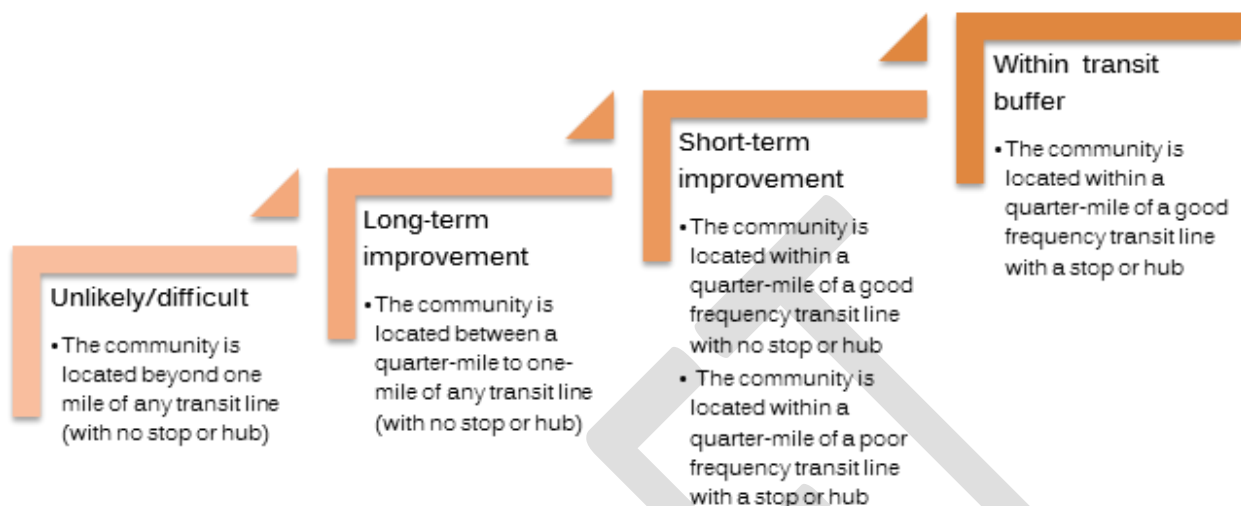 Unlikely/difficult
•The community is
located beyond one
mile of any transit line
(with no stop or hub)
Long-term
improvement
•The community is
located between a
quarter-mile to one-
mile of any transit line
(with no stop or hub)
Short-term
improvement
•The community is
located within a
quarter-mile of a good
frequency transit line
with no stop or hub
• The community is
located within a
quarter-mile of a poor
frequency transit line
with a stop or hub
Within transit
buffer
•The community is
located within a
quarter-mile of a good
frequency transit line
with a stop or hub